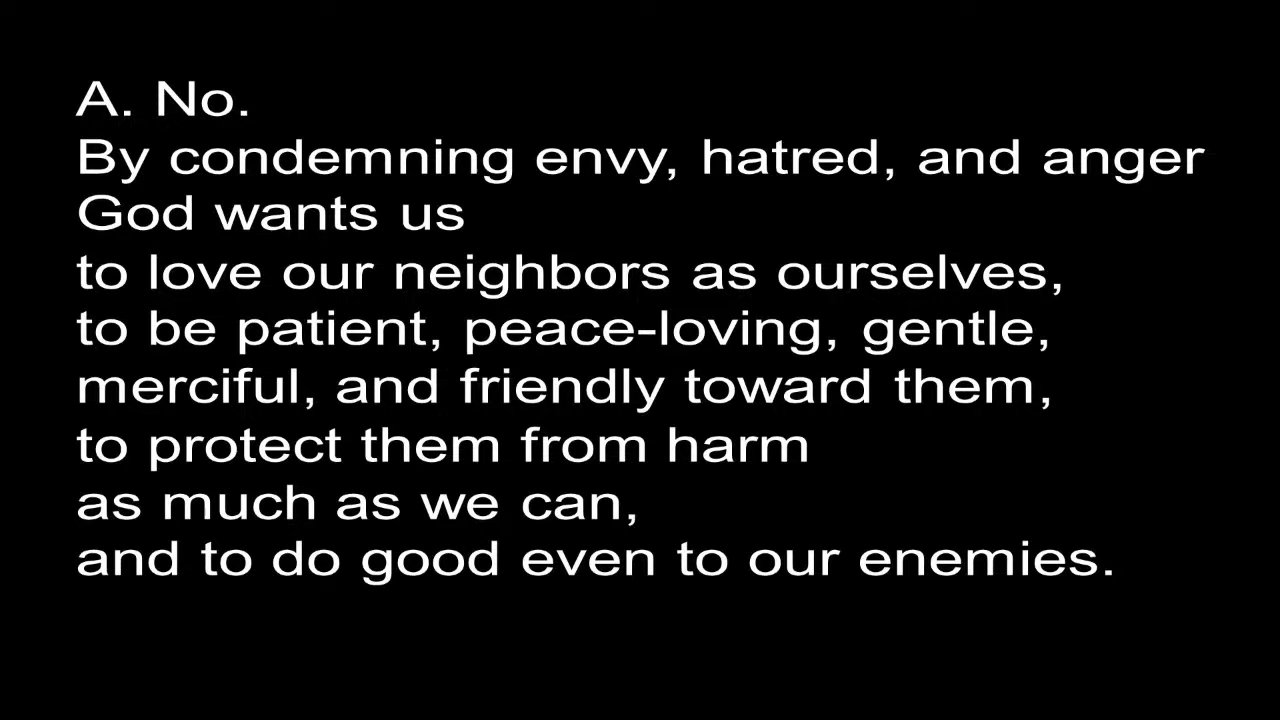 A. No.
By condemning envy, hatred, and anger
God wants us
to love our neighbors as ourselves,
to be patient, peace-loving, gentle,
merciful, and friendly toward them,
to protect them from harm
as much as we can,
and to do good even to our enemies.